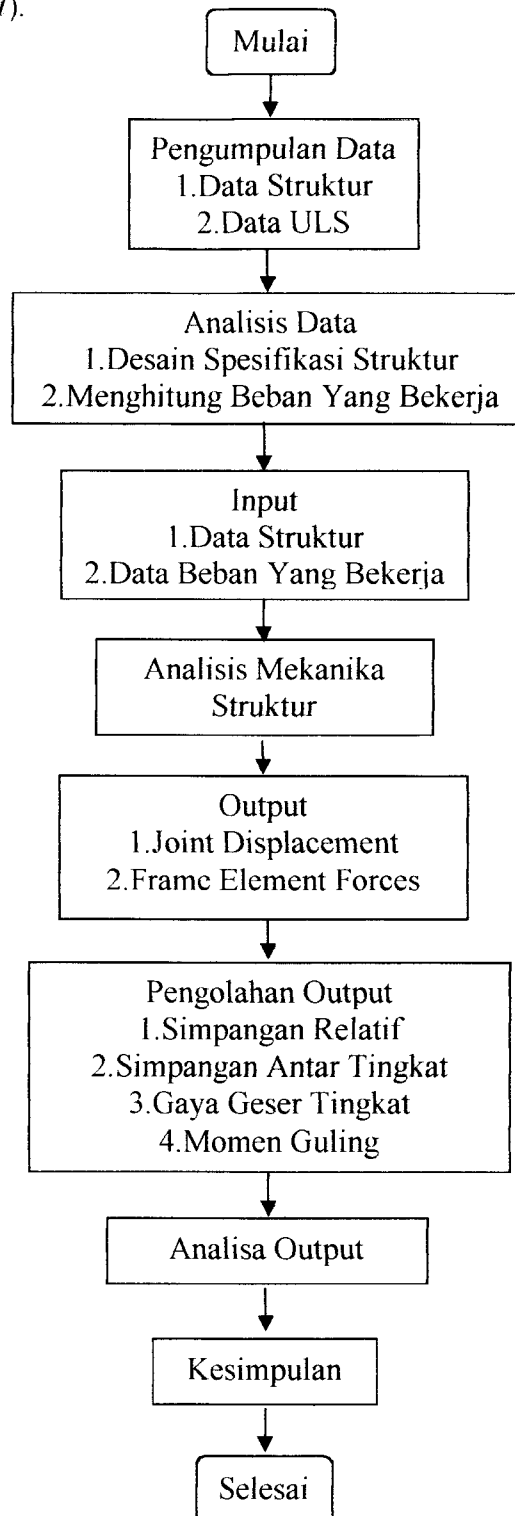 ).
Mulai
Pengumpulan Data
1.Data Struktur
2.Data ULS
Analisis Data
1.Desain Spesifikasi Struktur
2.Menghitung Beban Yang Bekerja
Input
1.Data Struktur
2.Data Beban Yang Bekerja
Analisis Mekanika
Struktur
Output
1.Joint Displacement
2.Frame Element Forces
Pengolahan Output
1.Simpangan Relatif
2.Simpangan Antar Tingkat
3.Gaya Geser Tingkat
4.Momen Guling
Analisa Output
Kesimpulan
Selesai